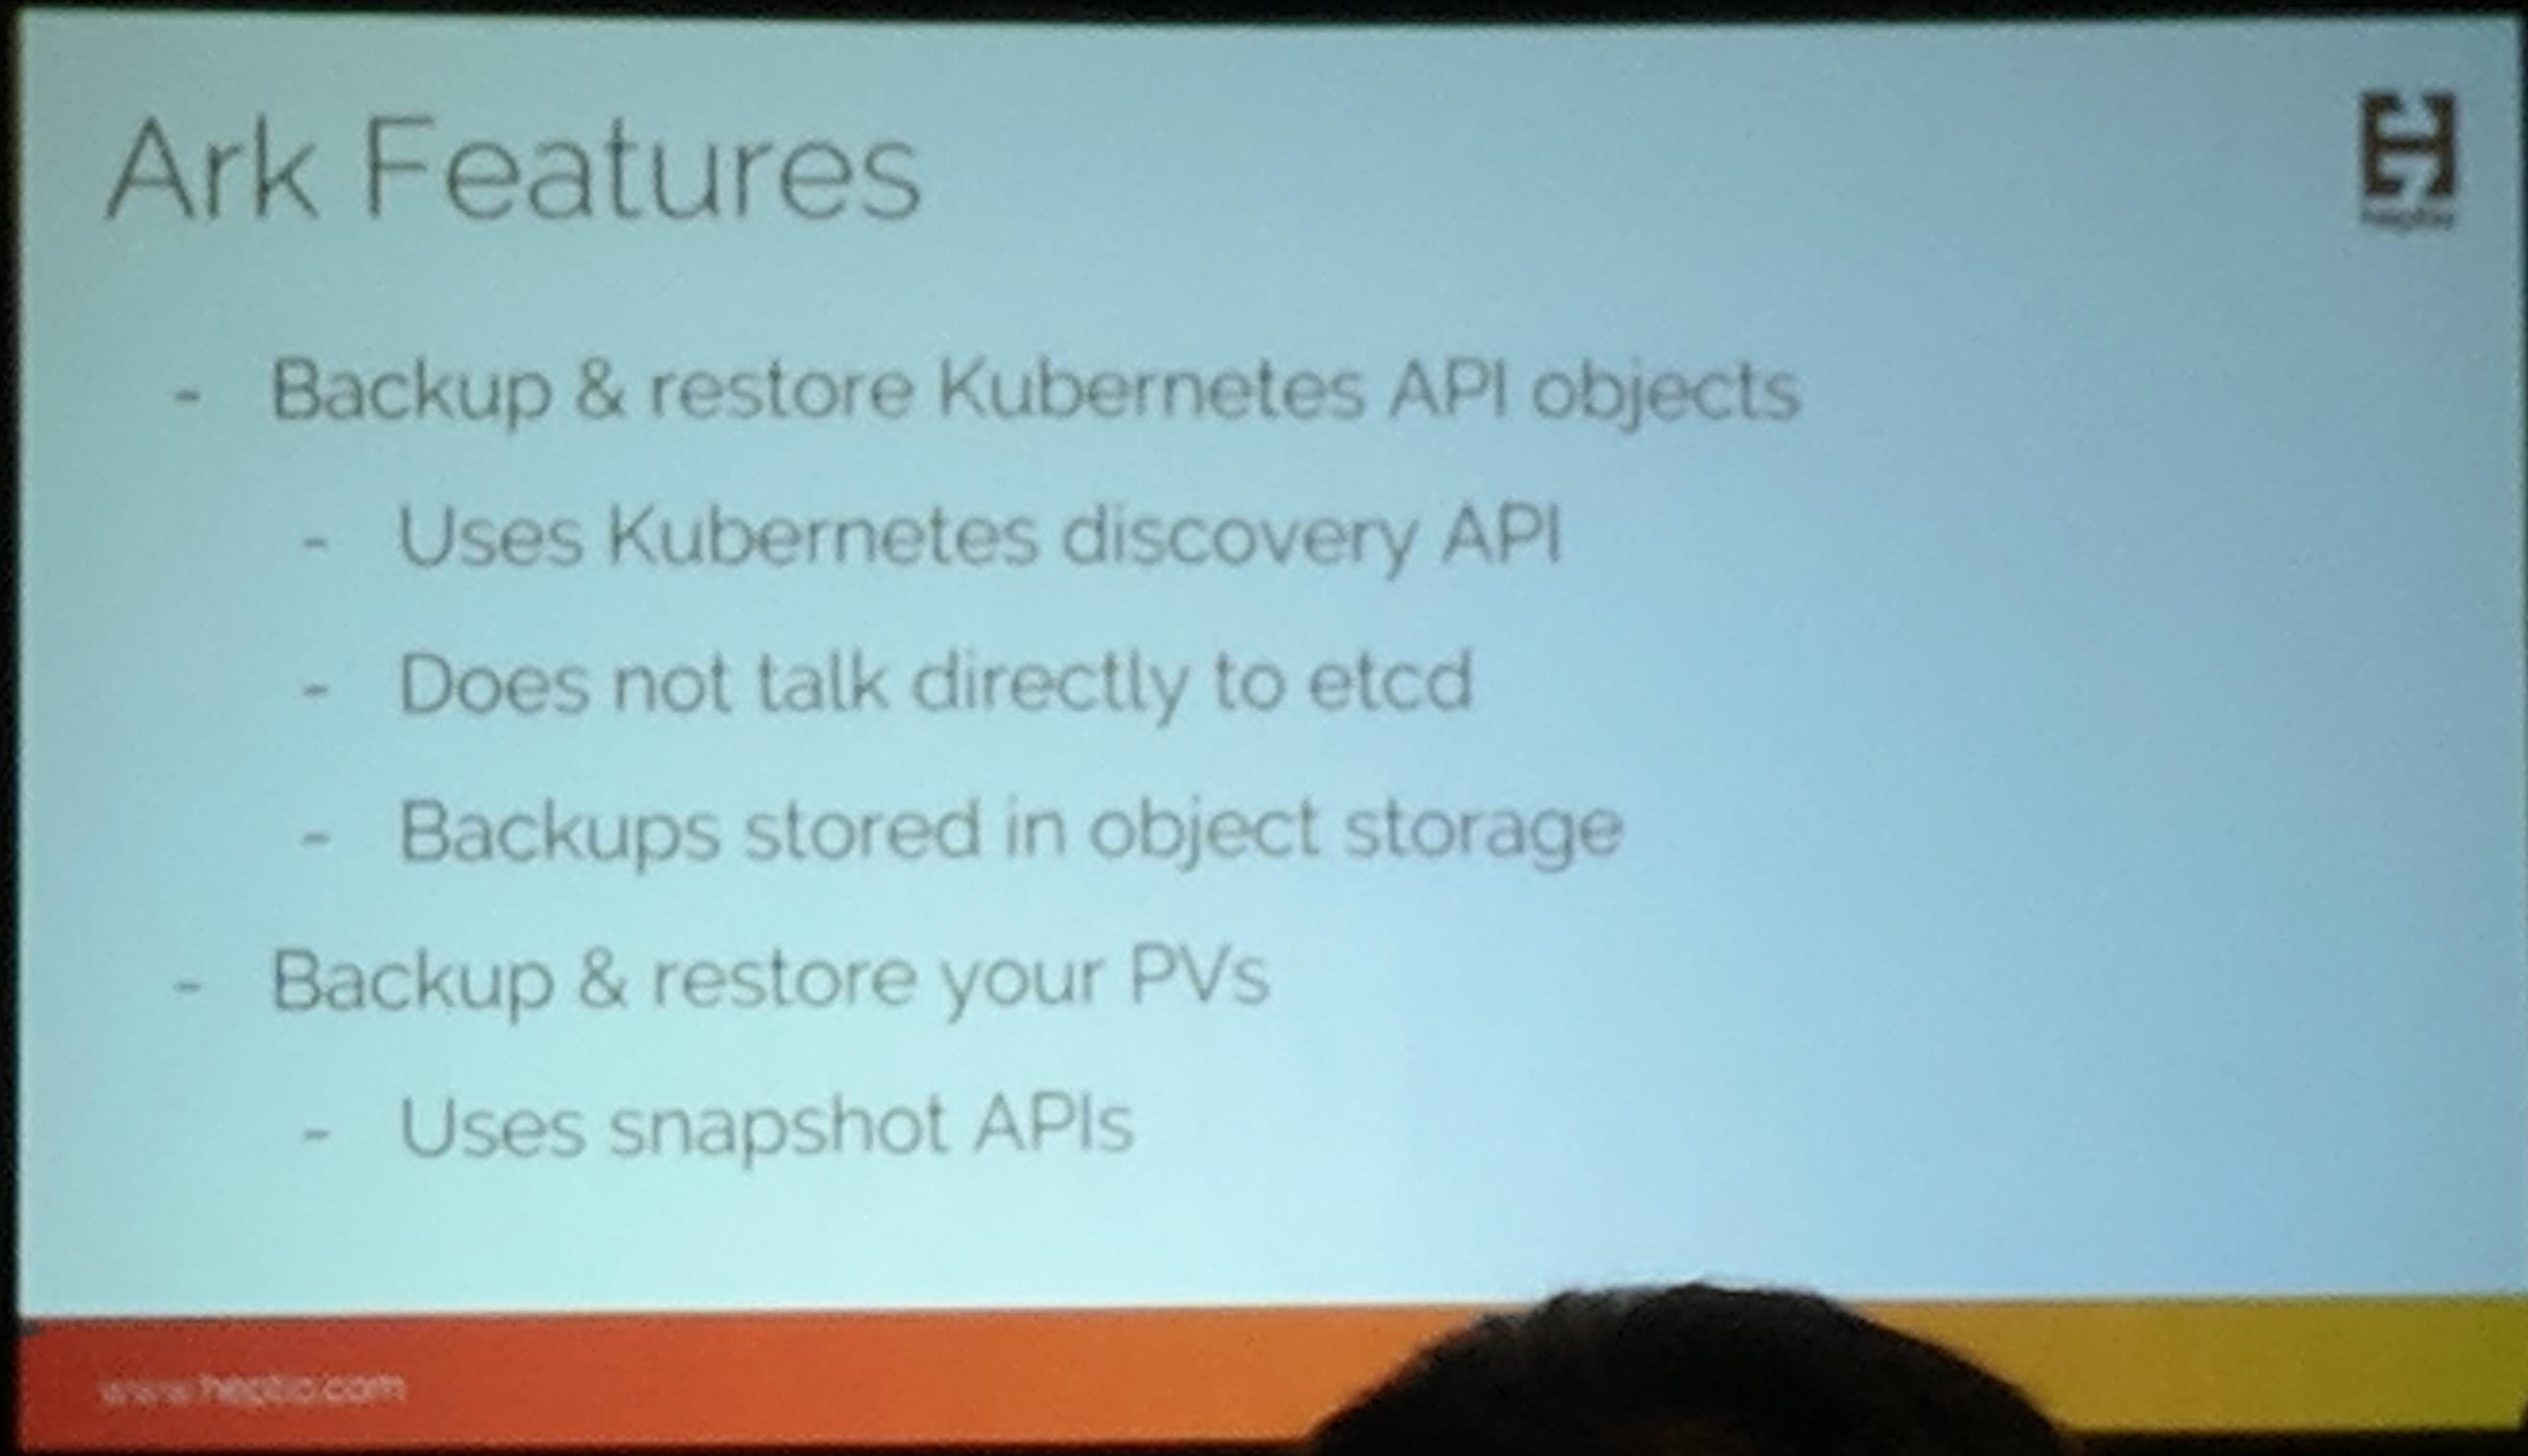 Ark Features
heptio
- Backup & restore Kubernetes API objects
- Uses Kubernetes discovery API
- Does not talk directly to etcd
- Backups stored in object storage
- Backup & restore your PVs
- Uses snapshot APIs
www.heptio.com